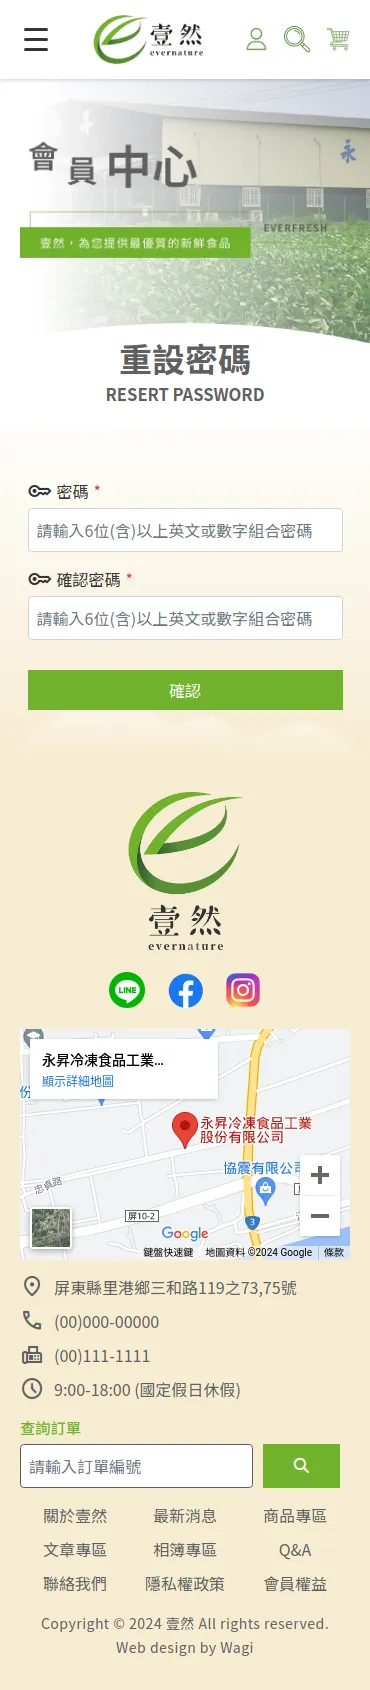 壹然
evernature
會員中心
壹然，為您提供最優質的新鮮食品
EVERFRESH
重設密碼
RESERT PASSWORD
密碼 *
請輸入6位(含)以上英文或數字組合密碼
確認密碼 *
請輸入6位(含)以上英文或數字組合密碼
確認
壹然
evernature
LINE
永昇冷凍食品工業...
顯示詳細地圖
份
永昇冷凍食品工業
股份有限公司
協震有限公司
忠貞路
屏10-2
3
Google
鍵盤快速鍵 地圖資料 ©2024 Google 條款
屏東縣里港鄉三和路119之73,75號
(00)000-00000
(00)111-1111
9:00-18:00 (國定假日休假)
查詢訂單
請輸入訂單編號
關於壹然 最新消息 商品專區
文章專區 相簿專區 Q&A
聯絡我們 隱私權政策 會員權益
Copyright © 2024 壹然 All rights reserved.
Web design by Wagi